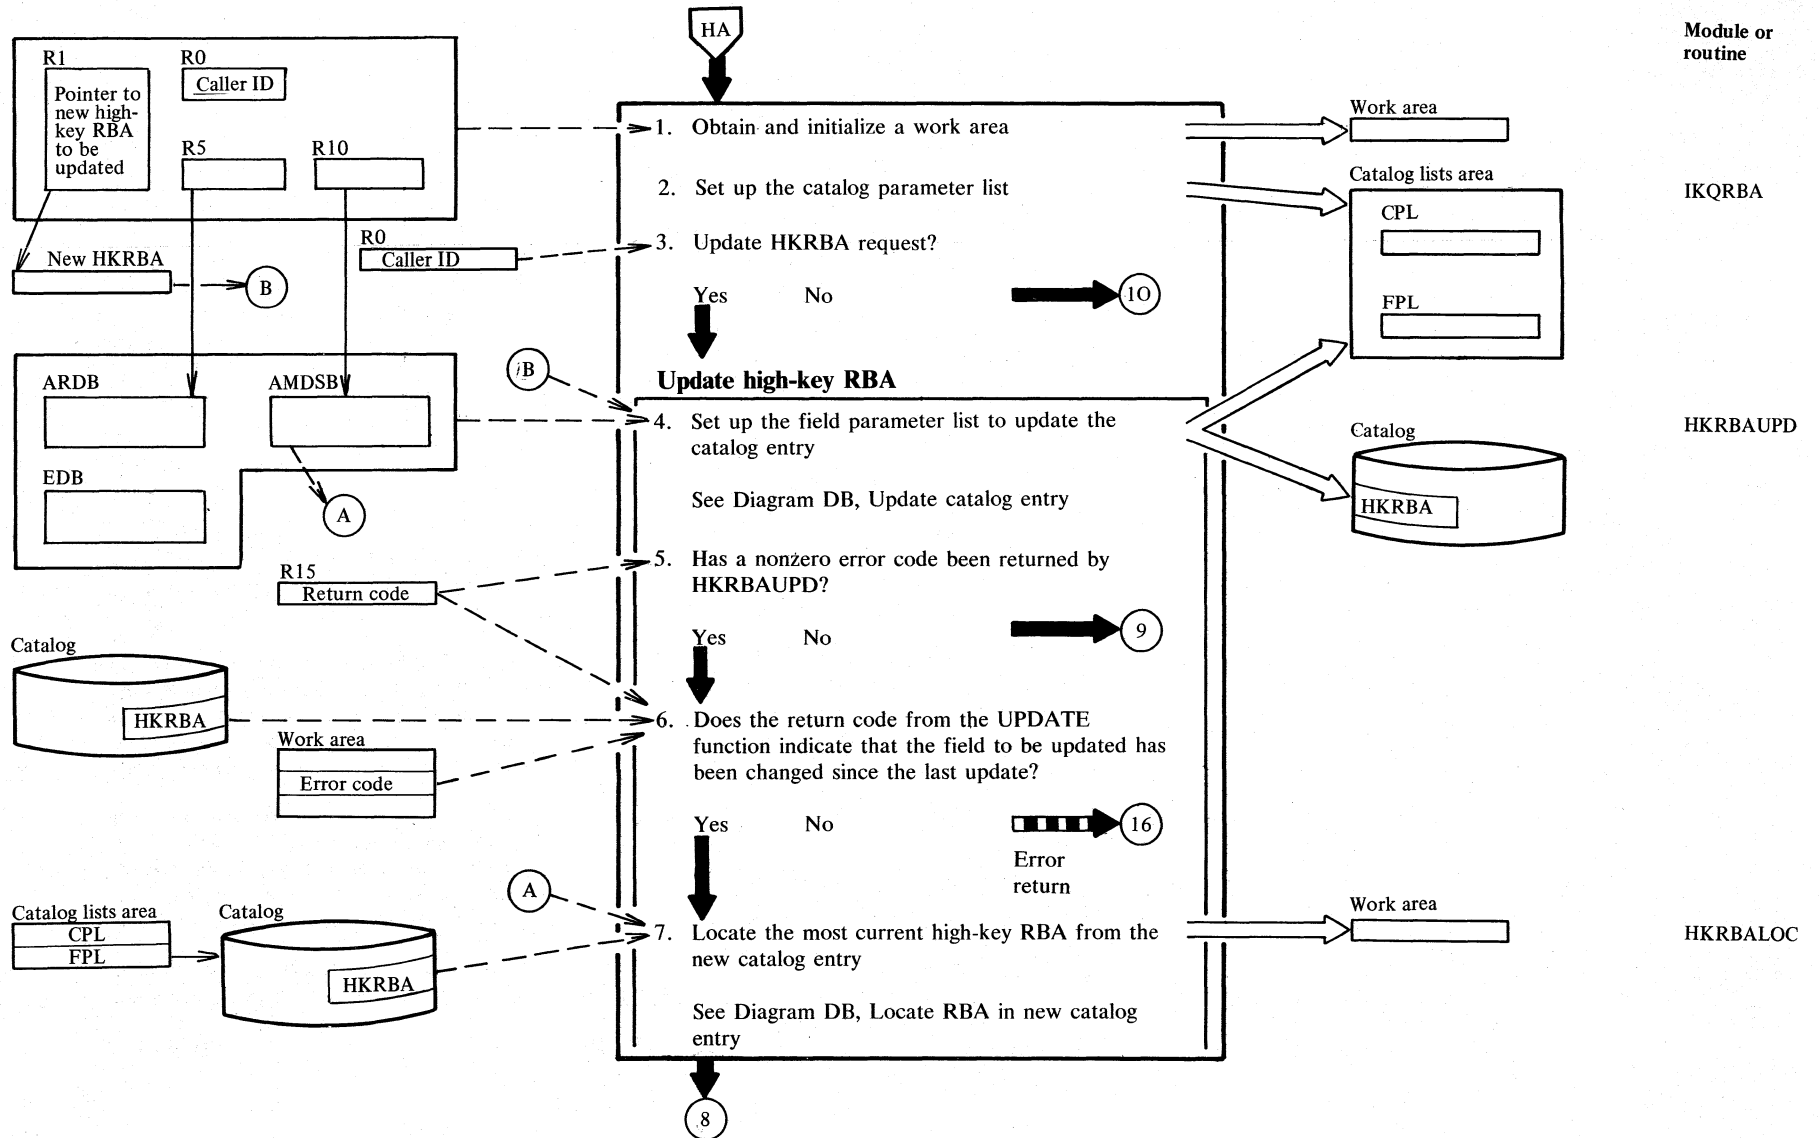 HA
Module or
routine
R1
R0
Pointer to
new high-
key RBA
to be
updated
Caller ID
R5
R10
1. Obtain and initialize a work area
Work area
2. Set up the catalog parameter list
Catalog lists area
CPL
FPL
IKQRBA
R0
Caller ID
3. Update HKRBA request?
New HKRBA
B
Yes No
10
ARDB
AMDSB
EDB
A
B
Update high-key RBA
4. Set up the field parameter list to update the
catalog entry
Catalog
HKRBA
HKRBAUPD
See Diagram DB, Update catalog entry
R15
Return code
5. Has a nonzero error code been returned by
HKRBAUPD?
Yes No
9
Catalog
HKRBA
Work area
Error code
6. Does the return code from the UPDATE
function indicate that the field to be updated has
been changed since the last update?
Yes No
16
Error
return
A
Catalog lists area
CPL
FPL
Catalog
HKRBA
7. Locate the most current high-key RBA from the
new catalog entry
Work area
HKRBALOC
See Diagram DB, Locate RBA in new catalog
entry
8